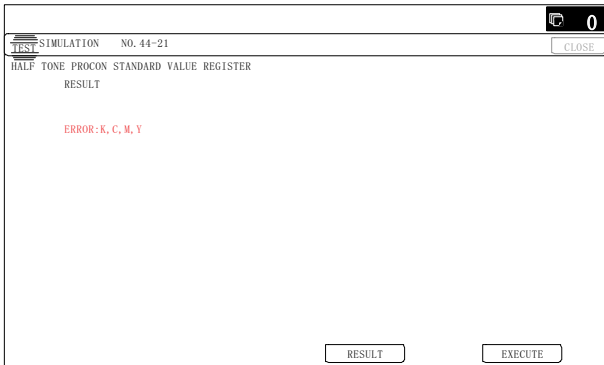 0
TEST SIMULATION NO. 44-21
CLOSE
HALF TONE PROCON STANDARD VALUE REGISTER
RESULT
ERROR:K, C, M, Y
RESULT EXECUTE